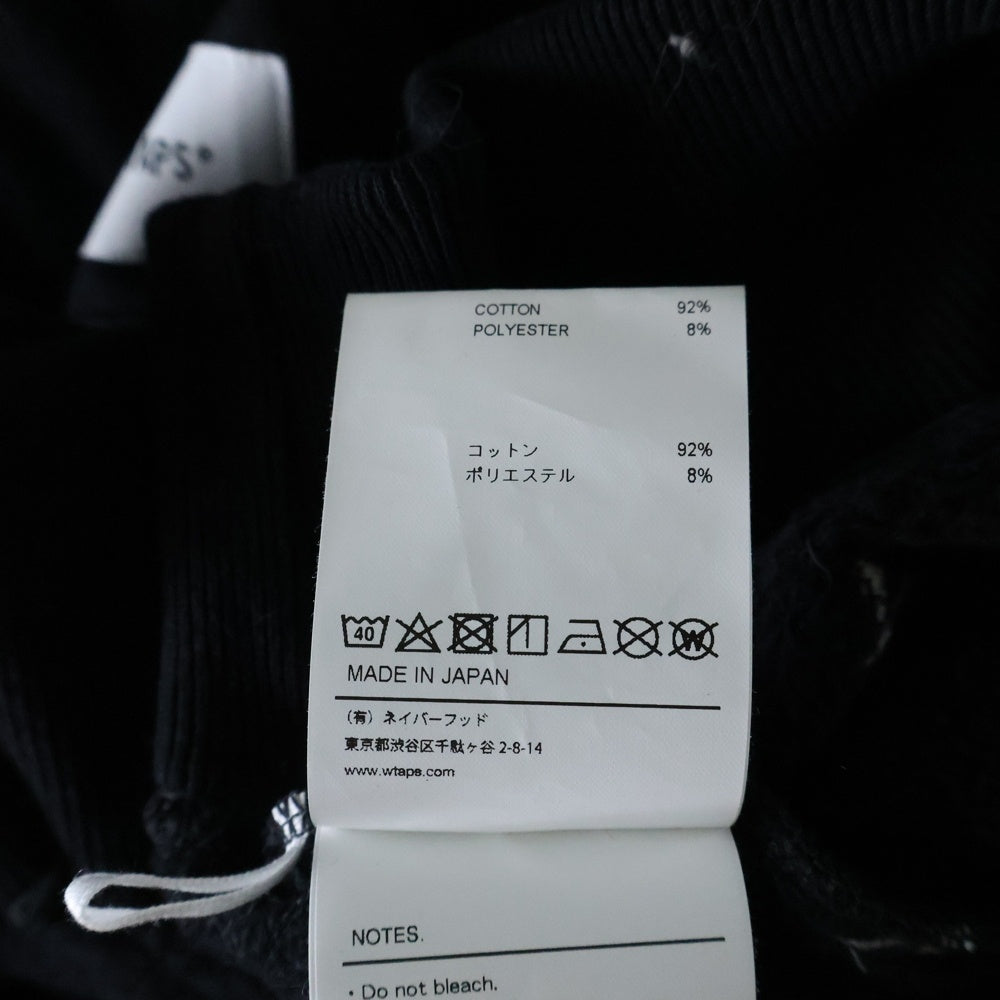 COTTON 92%
POLYESTER 8%
コットン 92%
ポリエステル 8%
40
W
MADE IN JAPAN
（有）ネイバーフッド
東京都渋谷区千駄ヶ谷 2-8-14
www.wtaps.com
NOTES.
・Do not bleach.